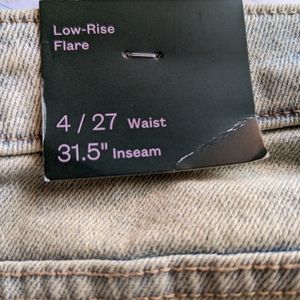 Low-Rise
Flare
4 / 27 Waist
31.5" Inseam